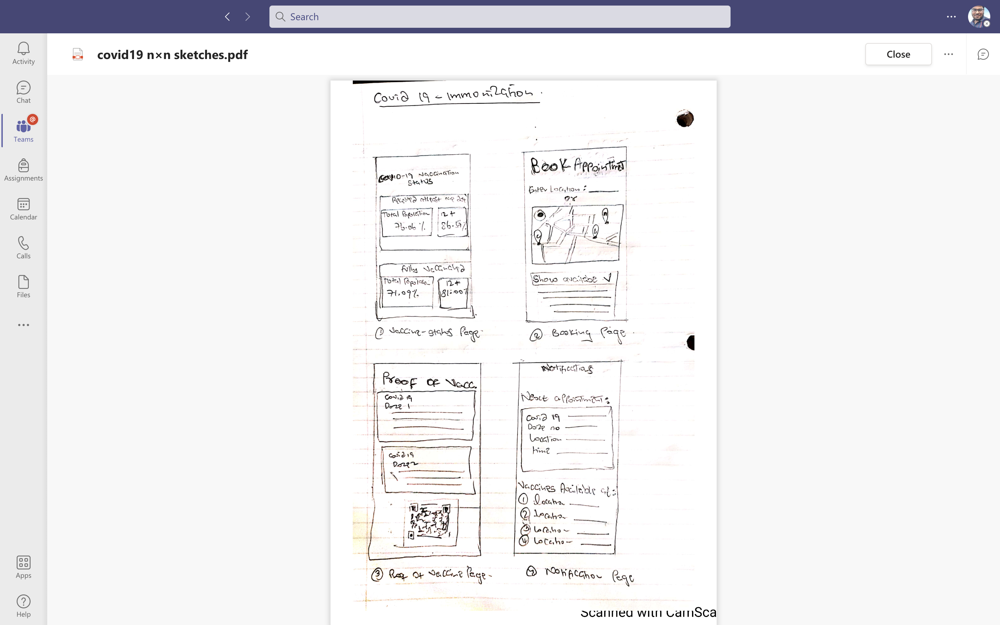 Search
Activity
Chat
@
Teams
Assignments
Calendar
Calls
Files
Apps
Help
covid19 n×n sketches.pdf
Close
Covid 19 - Immonization.
COVID-19 Vaccination
Status
Received atleast one dose
Total Population
76.06 %
12+
86.59%
Fully Vaccinated
Total Population
71.09%
12+
81.00%
① Vaccine-status Page.
Book Appointment
Enter Location : ______
or
A
B
C
Show available
② Booking Page.
Proof OF Vacc.
Covid 19
Doze 1
Covid 19
Doze 2
③ Proof Of Vaccine Page.
Notifications
Next appointment:
Covid 19
Doze no
Location
time
Vaccines Available at:
① Location
② Location
③ Location
④ Location
④ Notification Page
Scanned with CamSca